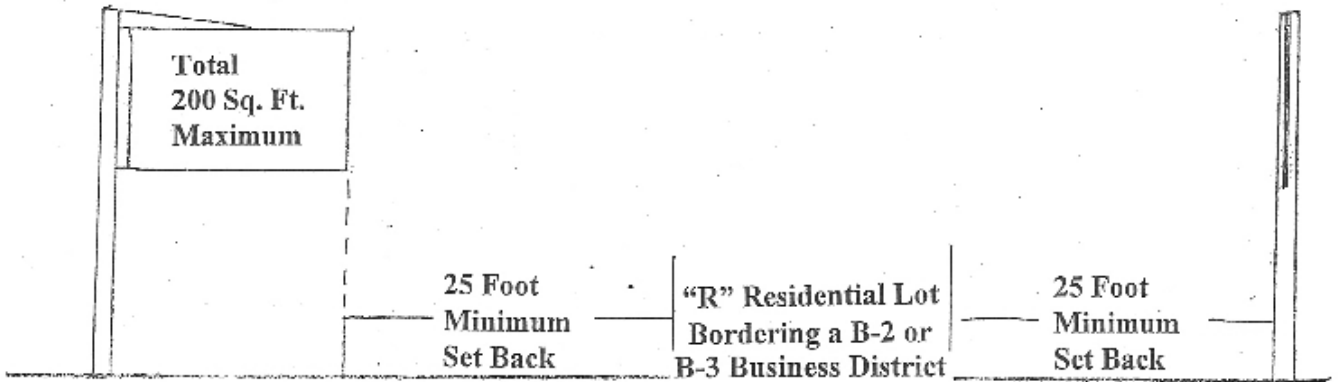 Total
200 Sq. Ft.
Maximum
25 Foot
Minimum
Set Back
"R" Residential Lot
Bordering a B-2 or
B-3 Business District
25 Foot
Minimum
Set Back